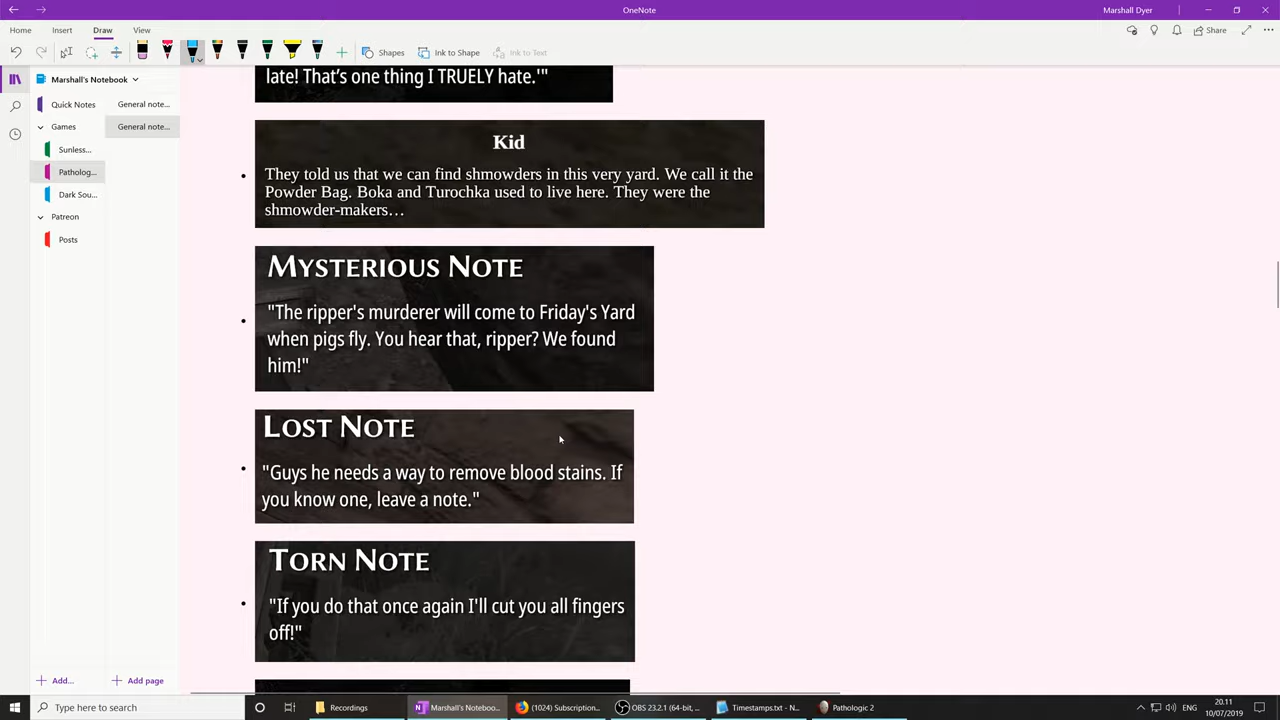 OneNote
Marshall Dyer
Home
Insert
Draw
View
Share
Shapes
Ink to Shape
Ink to Text
Marshall's Notebook
Quick Notes
Games
Sunless...
Patholog...
Dark Sou...
Patreon
Posts
General note...
General note...
late! That's one thing I TRUELY hate.'"
Kid
They told us that we can find shmowders in this very yard. We call it the
Powder Bag. Boka and Turochka used to live here. They were the
shmowder-makers…
Mysterious Note
"The ripper's murderer will come to Friday's Yard
when pigs fly. You hear that, ripper? We found
him!"
Lost Note
"Guys he needs a way to remove blood stains. If
you know one, leave a note."
Torn Note
"If you do that once again I'll cut you all fingers
off!"
Add...
Add page
Type here to search
Recordings
Marshall's Noteboo...
(1024) Subscription...
OBS 23.2.1 (64-bit, ...
Timestamps.txt - N...
Pathologic 2
ENG
20.11
10/07/2019